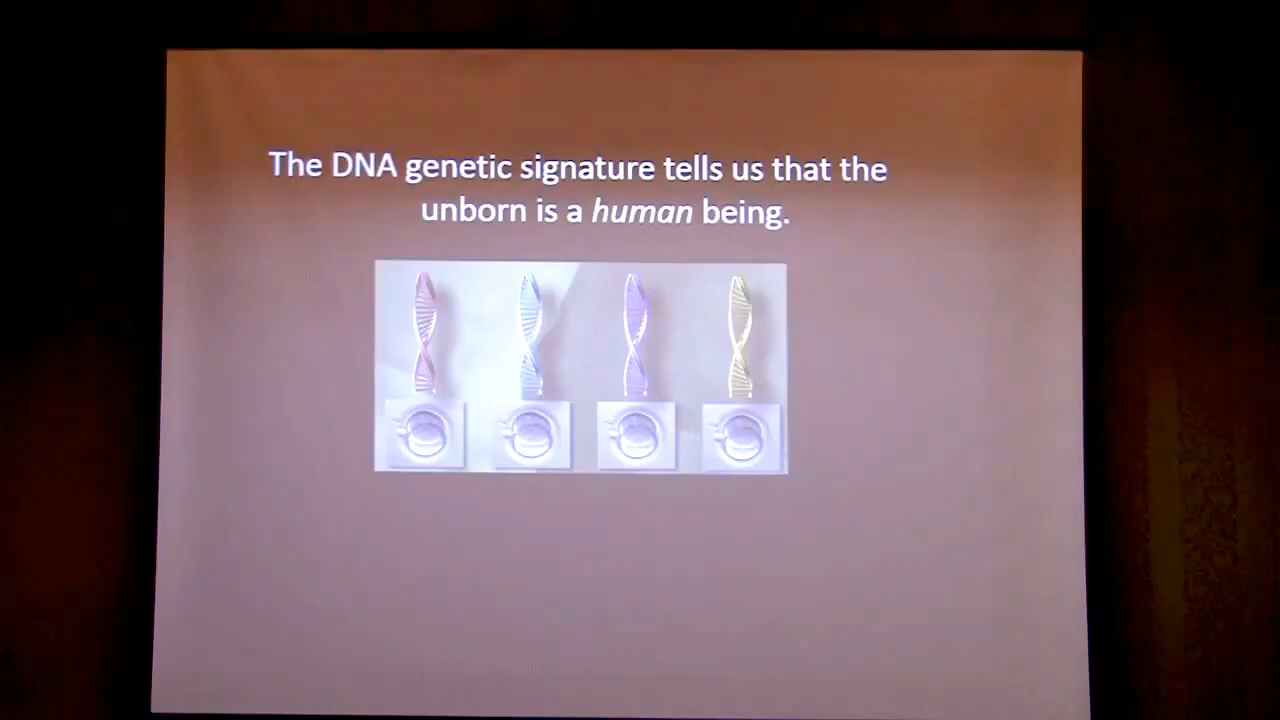 The DNA genetic signature tells us that the
unborn is a human being.